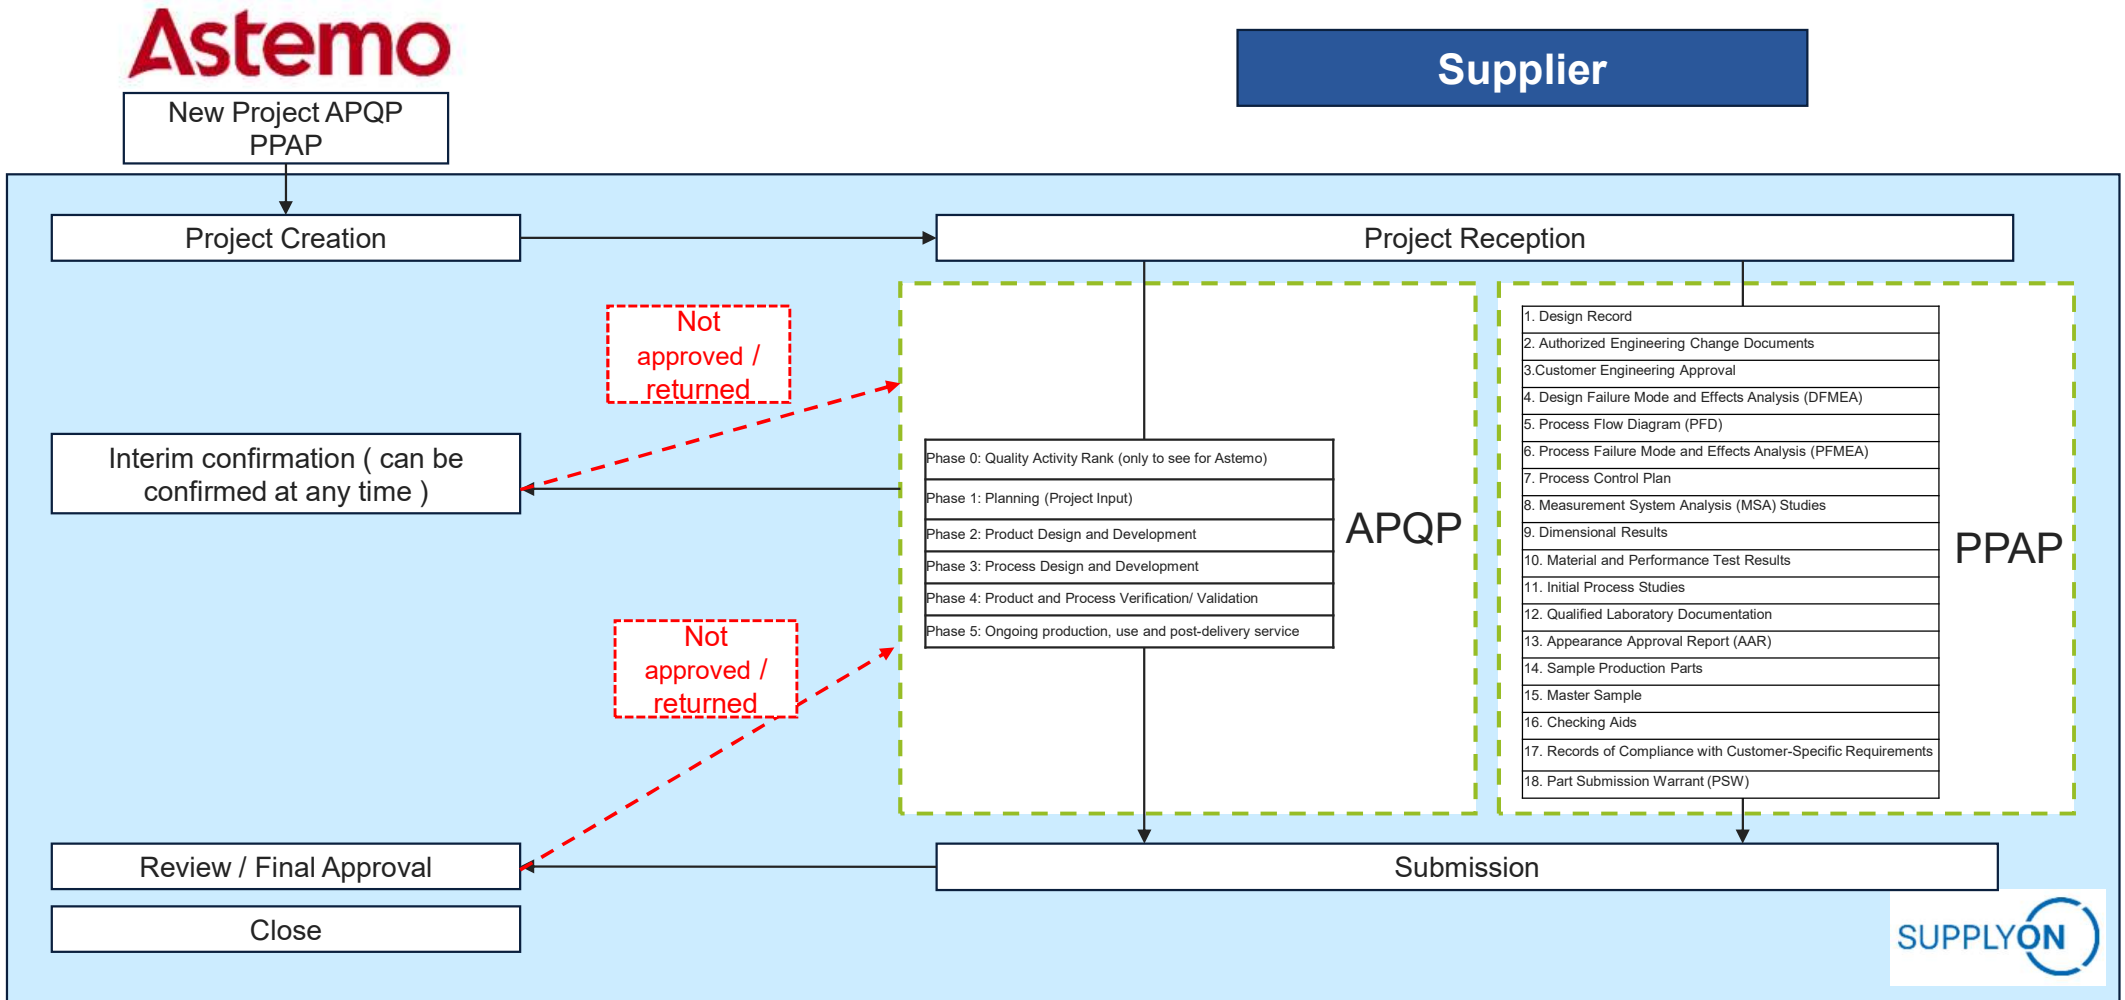 Astemo
Supplier
New Project APQP
PPAP
Project Creation
Project Reception
Not
approved /
returned
Interim confirmation ( can be
confirmed at any time )
Phase 0: Quality Activity Rank (only to see for Astemo)
Phase 1: Planning (Project Input)
Phase 2: Product Design and Development
Phase 3: Process Design and Development
Phase 4: Product and Process Verification/ Validation
Phase 5: Ongoing production, use and post-delivery service
APQP
1. Design Record
2. Authorized Engineering Change Documents
3.Customer Engineering Approval
4. Design Failure Mode and Effects Analysis (DFMEA)
5. Process Flow Diagram (PFD)
6. Process Failure Mode and Effects Analysis (PFMEA)
7. Process Control Plan
8. Measurement System Analysis (MSA) Studies
9. Dimensional Results
10. Material and Performance Test Results
11. Initial Process Studies
12. Qualified Laboratory Documentation
13. Appearance Approval Report (AAR)
14. Sample Production Parts
15. Master Sample
16. Checking Aids
17. Records of Compliance with Customer-Specific Requirements
18. Part Submission Warrant (PSW)
PPAP
Not
approved /
returned
Review / Final Approval
Submission
Close
SUPPLYON